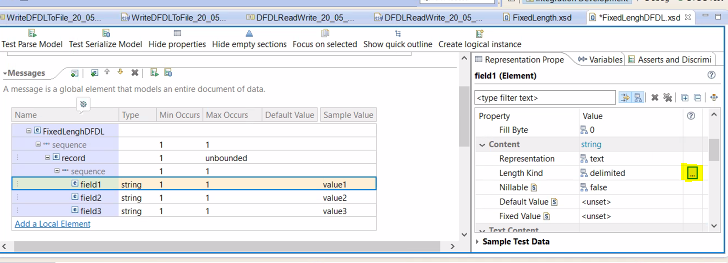 Integration Development
WriteDFDLToFile_20_05...
WriteDFDLToFile_20_05...
DFDLReadWrite_20_05_...
DFDLReadWrite_20_05_...
FixedLength.xsd
*FixedLenghDFDL.xsd
Test Parse Model
Test Serialize Model
Hide properties
Hide empty sections
Focus on selected
Show quick outline
Create logical instance
Messages
A message is a global element that models an entire document of data.
Name Type Min Occurs Max Occurs Default Value Sample Value
FixedLenghDFDL
sequence 1 1
record 1 unbounded
sequence 1 1
field1 string 1 1 value1
field2 string 1 1 value2
field3 string 1 1 value3
Add a Local Element
Representation Prope
Variables
Asserts and Discrimi
field1 (Element)
<type filter text>
Property Value
Fill Byte 0
Content string
Representation text
Length Kind delimited ...
Nillable S false
Default Value S <unset>
Fixed Value S <unset>
Text Content
Sample Test Data